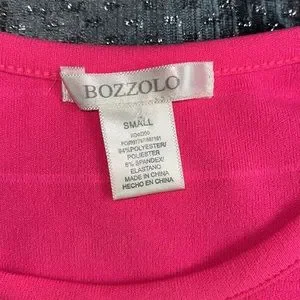 BOZZOLO
SMALL
94%POLYESTER/
POLIESTER
6% SPANDEX/
ELASTANO
MADE IN CHINA
HECHO EN CHINA